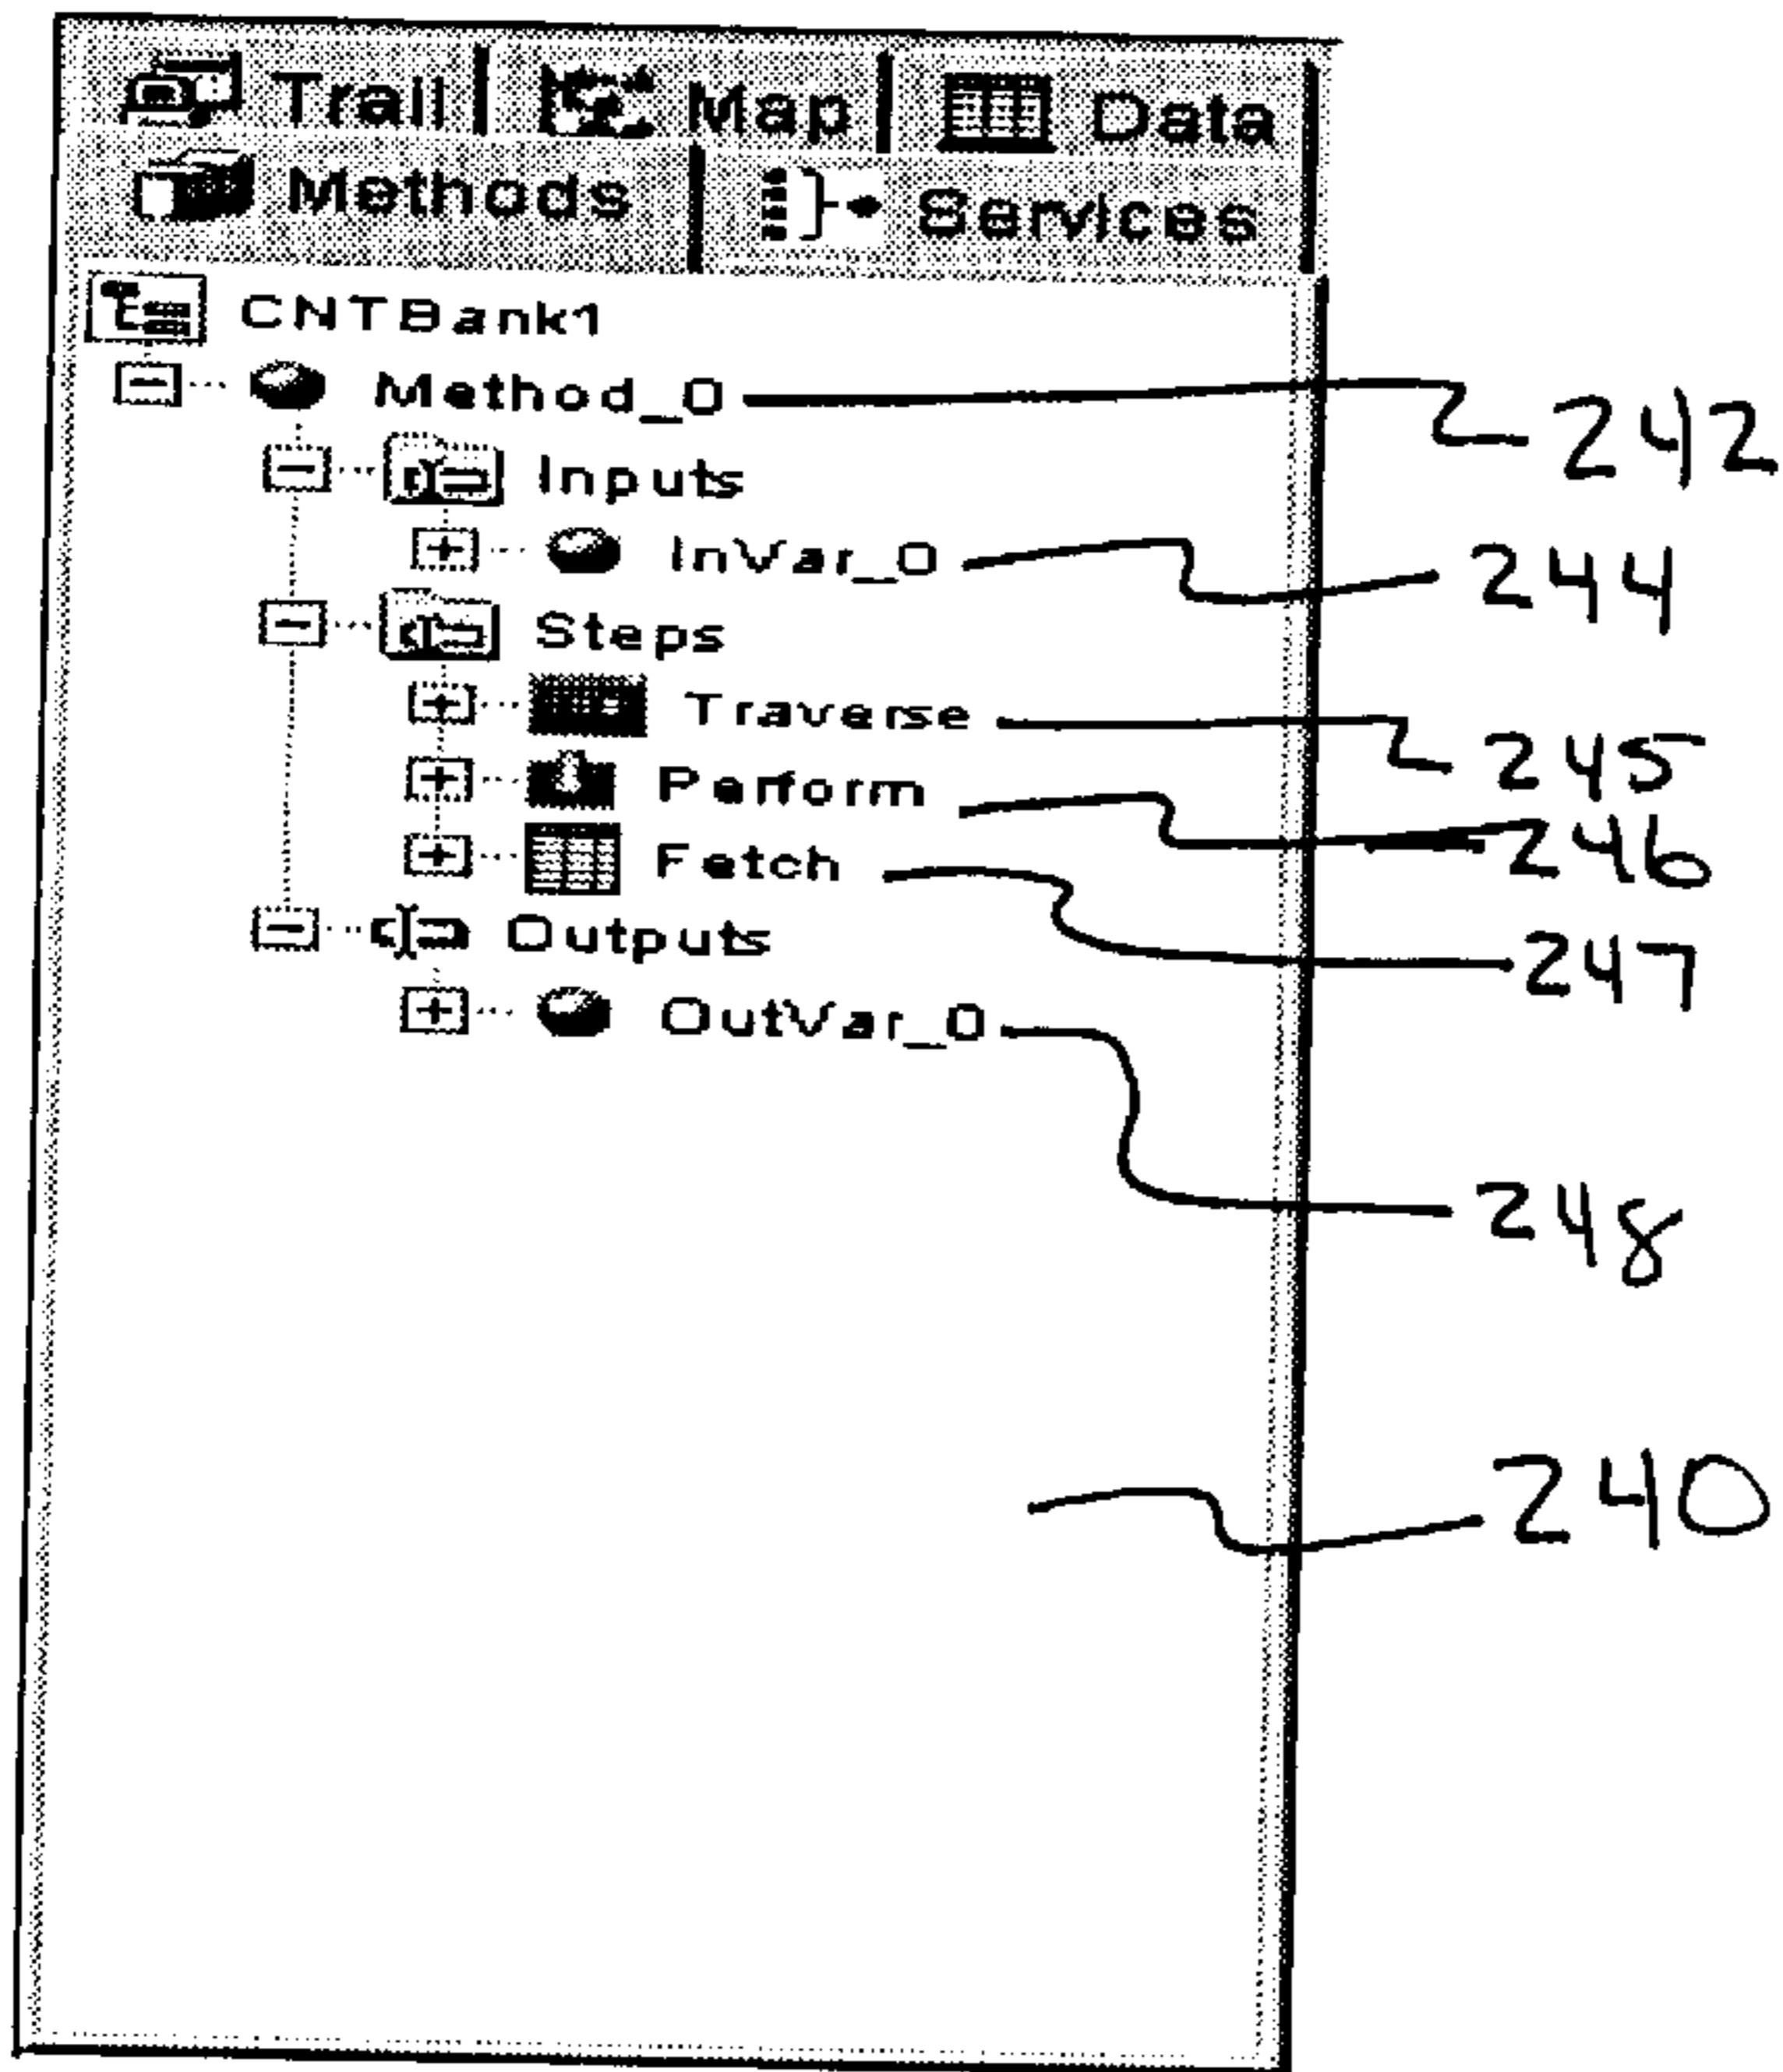 Trail Map Data
Methods Services
CNTBank1
Method_0 242
Inputs
InVar_0 244
Steps
Traverse 245
Perform 246
Fetch 247
Outputs
OutVar_0 248
240